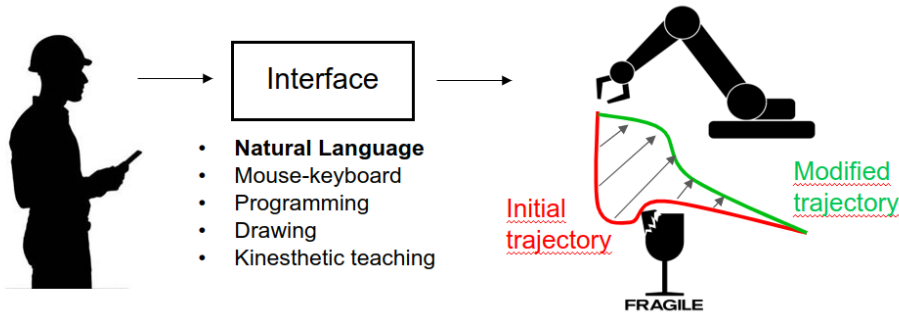 Interface
• Natural Language
• Mouse-keyboard
• Programming
• Drawing
• Kinesthetic teaching
Initial
trajectory
Modified
trajectory
FRAGILE